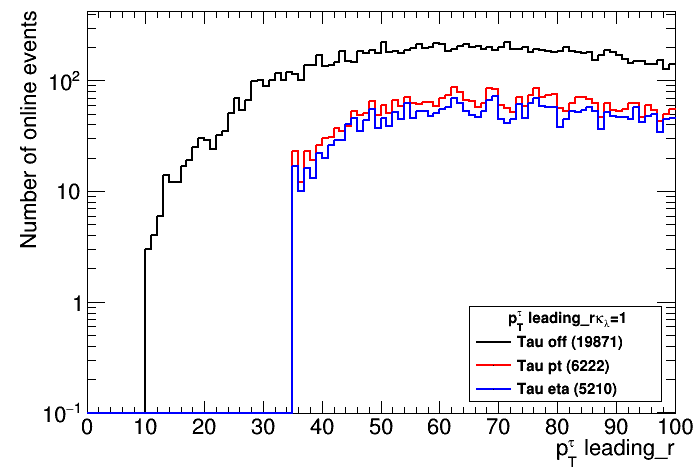 Number of online events
10²
10
1
10⁻¹
0 10 20 30 40 50 60 70 80 90 100
p_T^τ leading_r
p_T^τ leading_rκ_λ=1
Tau off (19871)
Tau pt (6222)
Tau eta (5210)